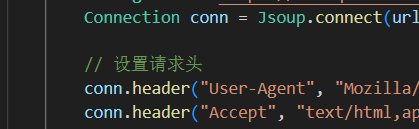 Connection conn = Jsoup.connect(url
// 设置请求头
conn.header("User-Agent", "Mozilla/
conn.header("Accept", "text/html,ap